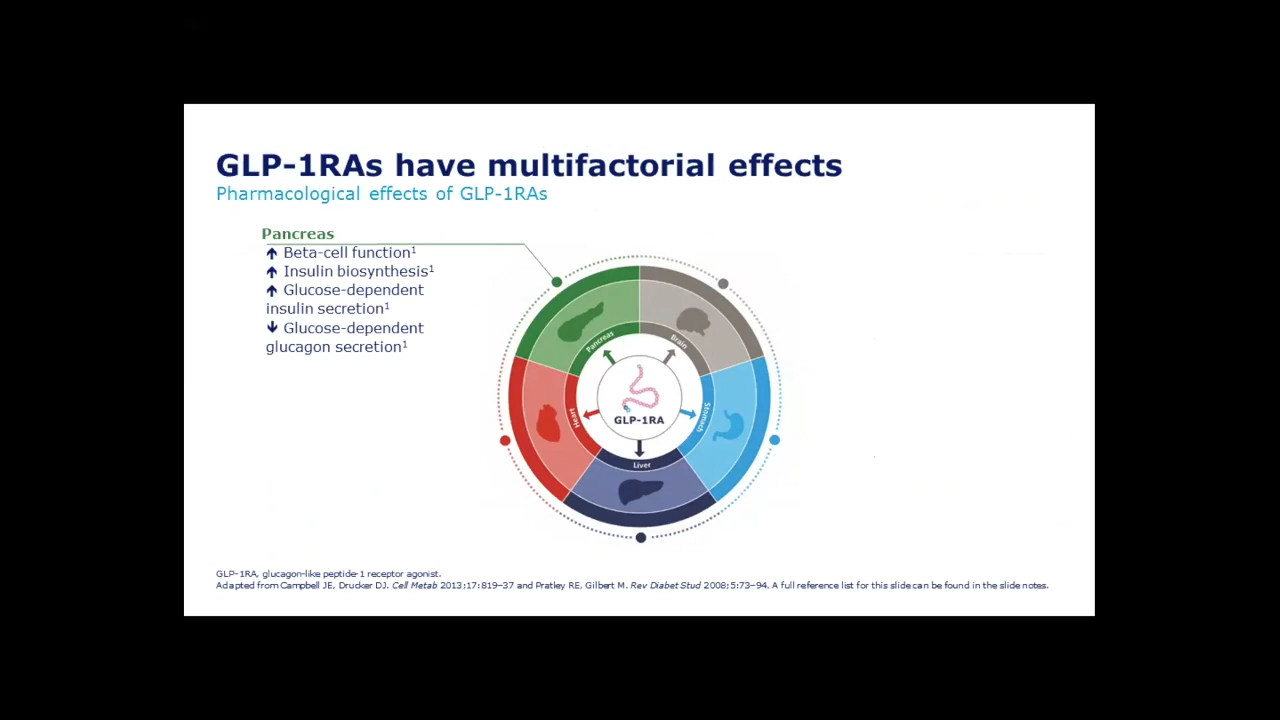 GLP-1RAs have multifactorial effects
Pharmacological effects of GLP-1RAs
Pancreas
↑ Beta-cell function¹
↑ Insulin biosynthesis¹
↑ Glucose-dependent
insulin secretion¹
↓ Glucose-dependent
glucagon secretion¹
Pancreas
Brain
Heart
Stomach
GLP-1RA
Liver
GLP-1RA, glucagon-like peptide-1 receptor agonist.
Adapted from Campbell JE, Drucker DJ. Cell Metab 2013;17:819–37 and Pratley RE, Gilbert M. Rev Diabet Stud 2008;5:73–94. A full reference list for this slide can be found in the slide notes.